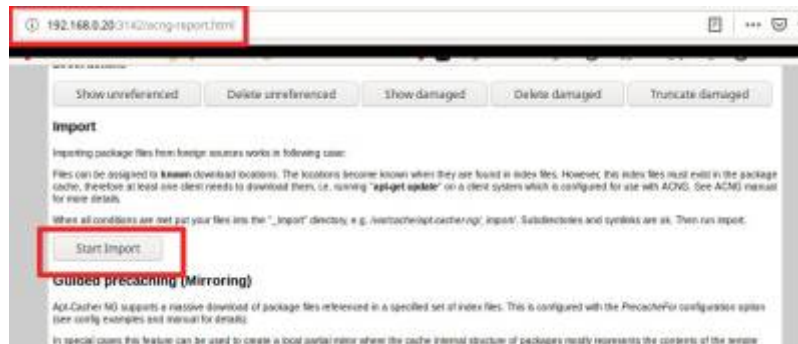 192.168.0.20:3142/acng-report.html
Show unreferenced Delete unreferenced Show damaged Delete damaged Truncate damaged
Import
Importing package files from foreign sources works in following case:
Files can be assigned to known download locations. The locations become known when they are found in index files. However, this index files must exist in the package
cache, therefore at least one client needs to download them, i.e. running "apt-get update" on a client system which is configured for use with ACNG. See ACNG manual
for more details.
When all conditions are met put your files into the "_import" directory, e.g. /var/cache/apt-cacher-ng/_import/. Subdirectories and symlinks are ok. Then run import.
Start Import
Guided precaching (Mirroring)
Apt-Cacher NG supports a massive download of package files referenced in a specified set of index files. This is configured with the PrecacheFor configuration option
(see config examples and manual for details).
In special cases this feature can be used to create a local partial mirror where the cache internal structure of packages mostly represents the contents of the remote